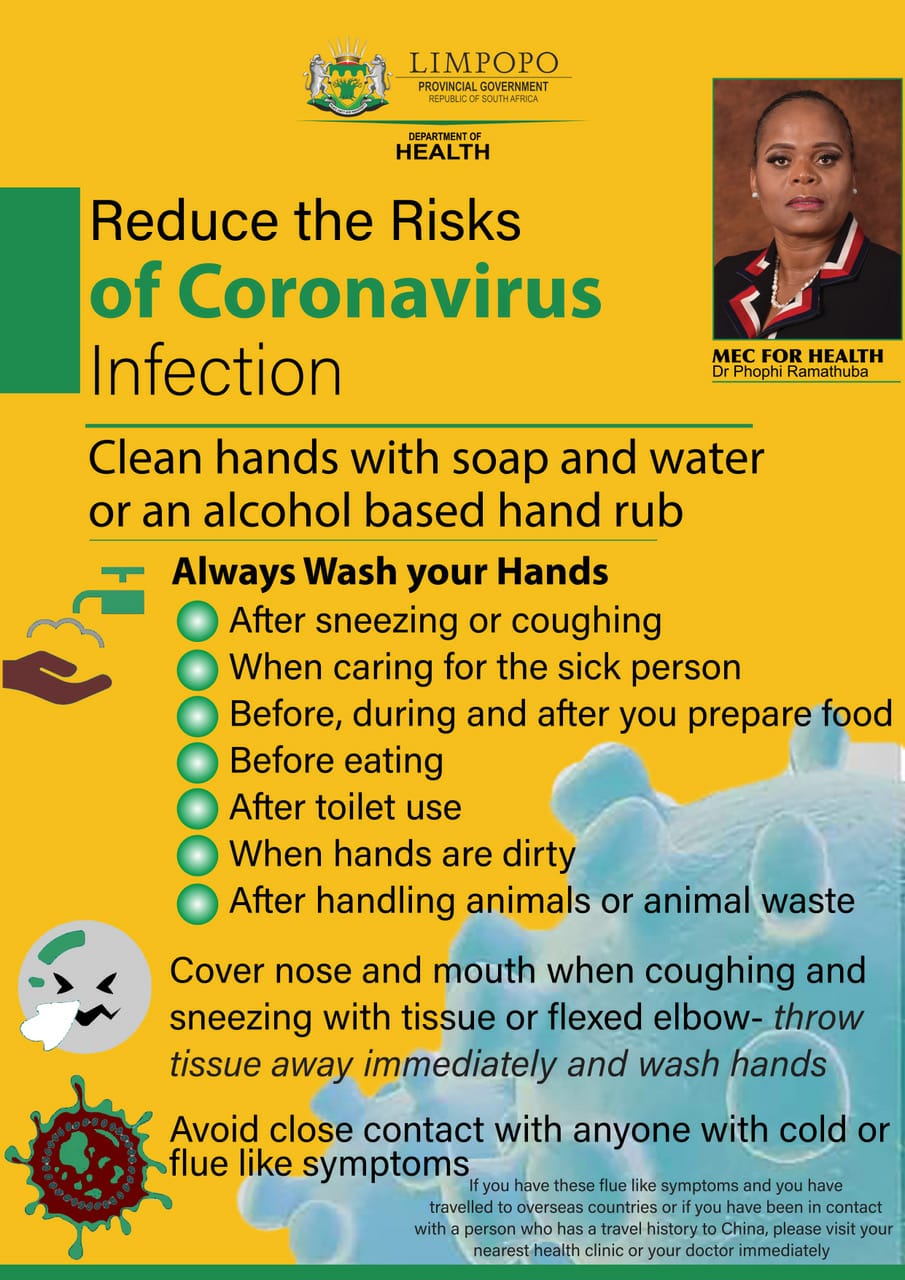 LIMPOPO
PROVINCIAL GOVERNMENT
REPUBLIC OF SOUTH AFRICA
DEPARTMENT OF
HEALTH
MEC FOR HEALTH
Dr Phophi Ramathuba
Reduce the Risks
of Coronavirus
Infection
Clean hands with soap and water
or an alcohol based hand rub
Always Wash your Hands
After sneezing or coughing
When caring for the sick person
Before, during and after you prepare food
Before eating
After toilet use
When hands are dirty
After handling animals or animal waste
Cover nose and mouth when coughing and
sneezing with tissue or flexed elbow- throw
tissue away immediately and wash hands
Avoid close contact with anyone with cold or
flue like symptoms
If you have these flue like symptoms and you have
travelled to overseas countries or if you have been in contact
with a person who has a travel history to China, please visit your
nearest health clinic or your doctor immediately